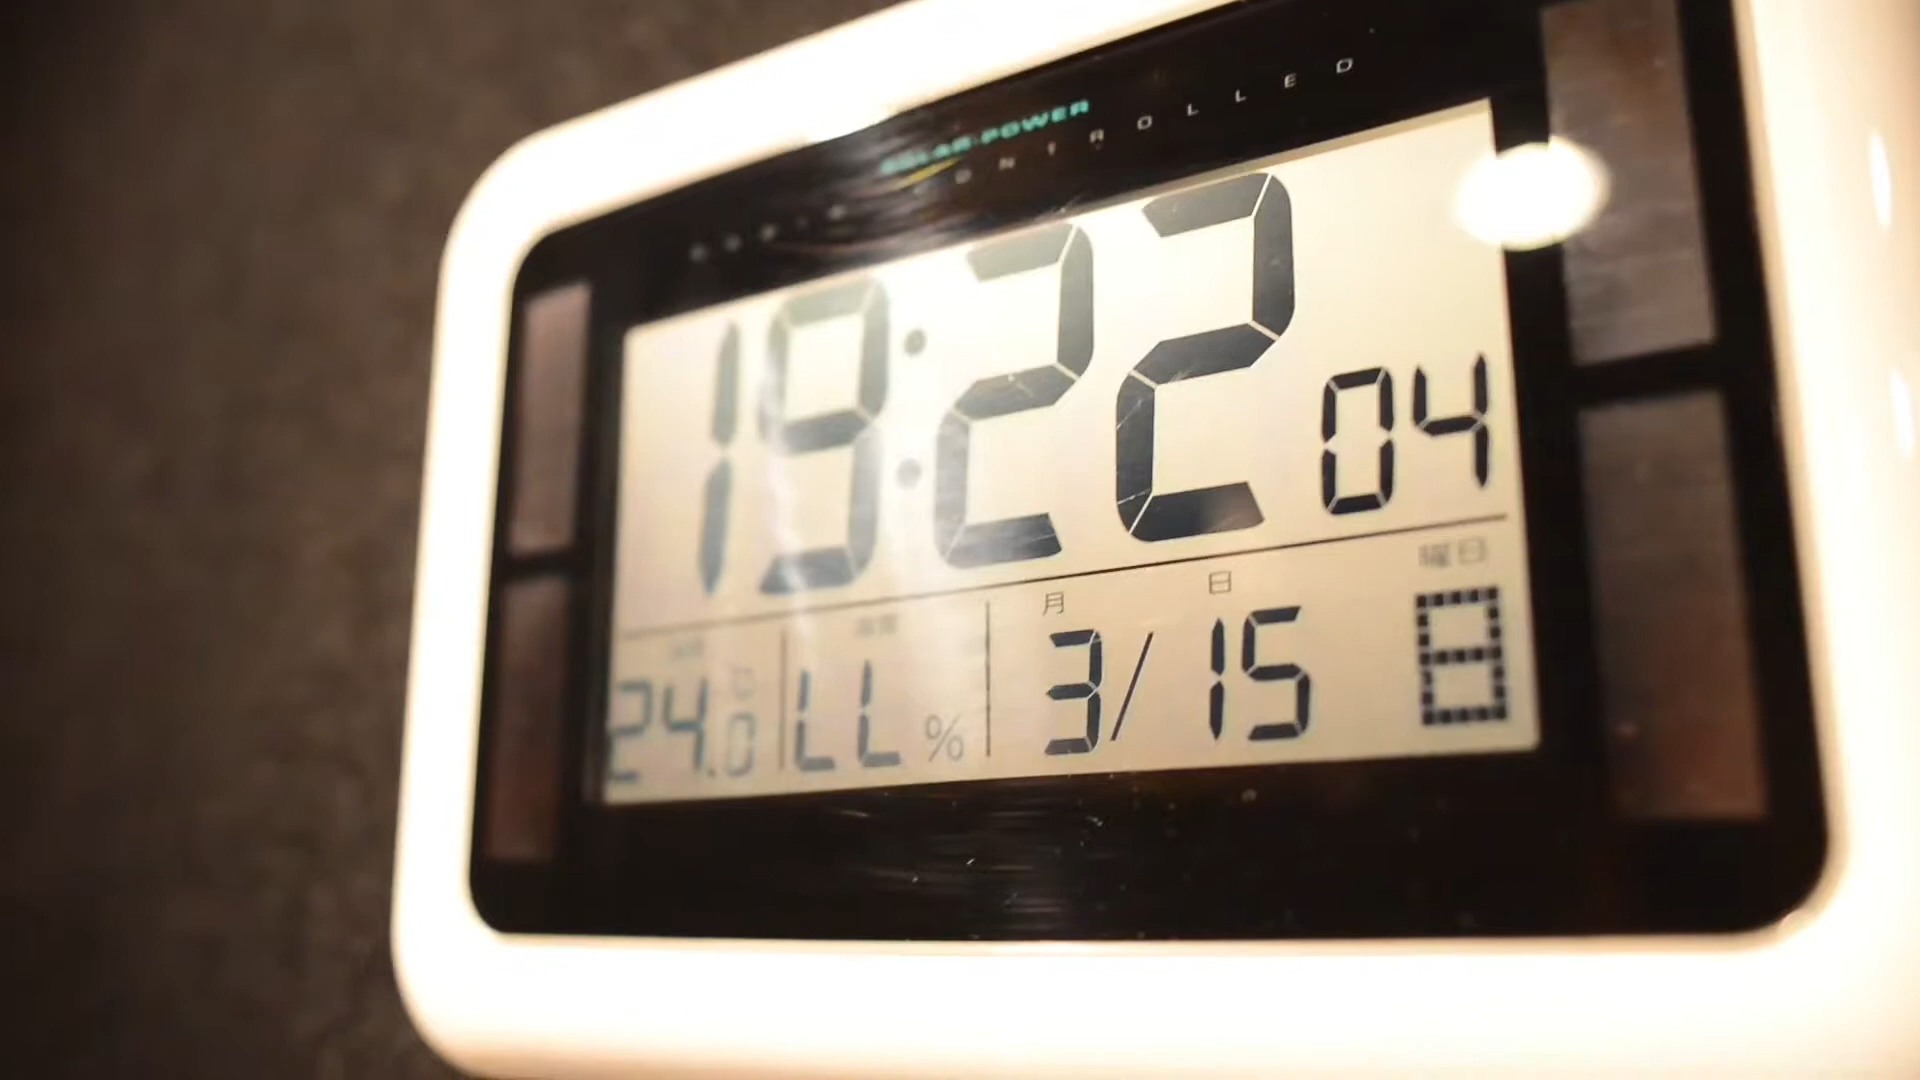 SOLAR-POWER
CONTROLLED
19:22 04
月 日 曜日
24.0 ℃ LL % 3/15 日